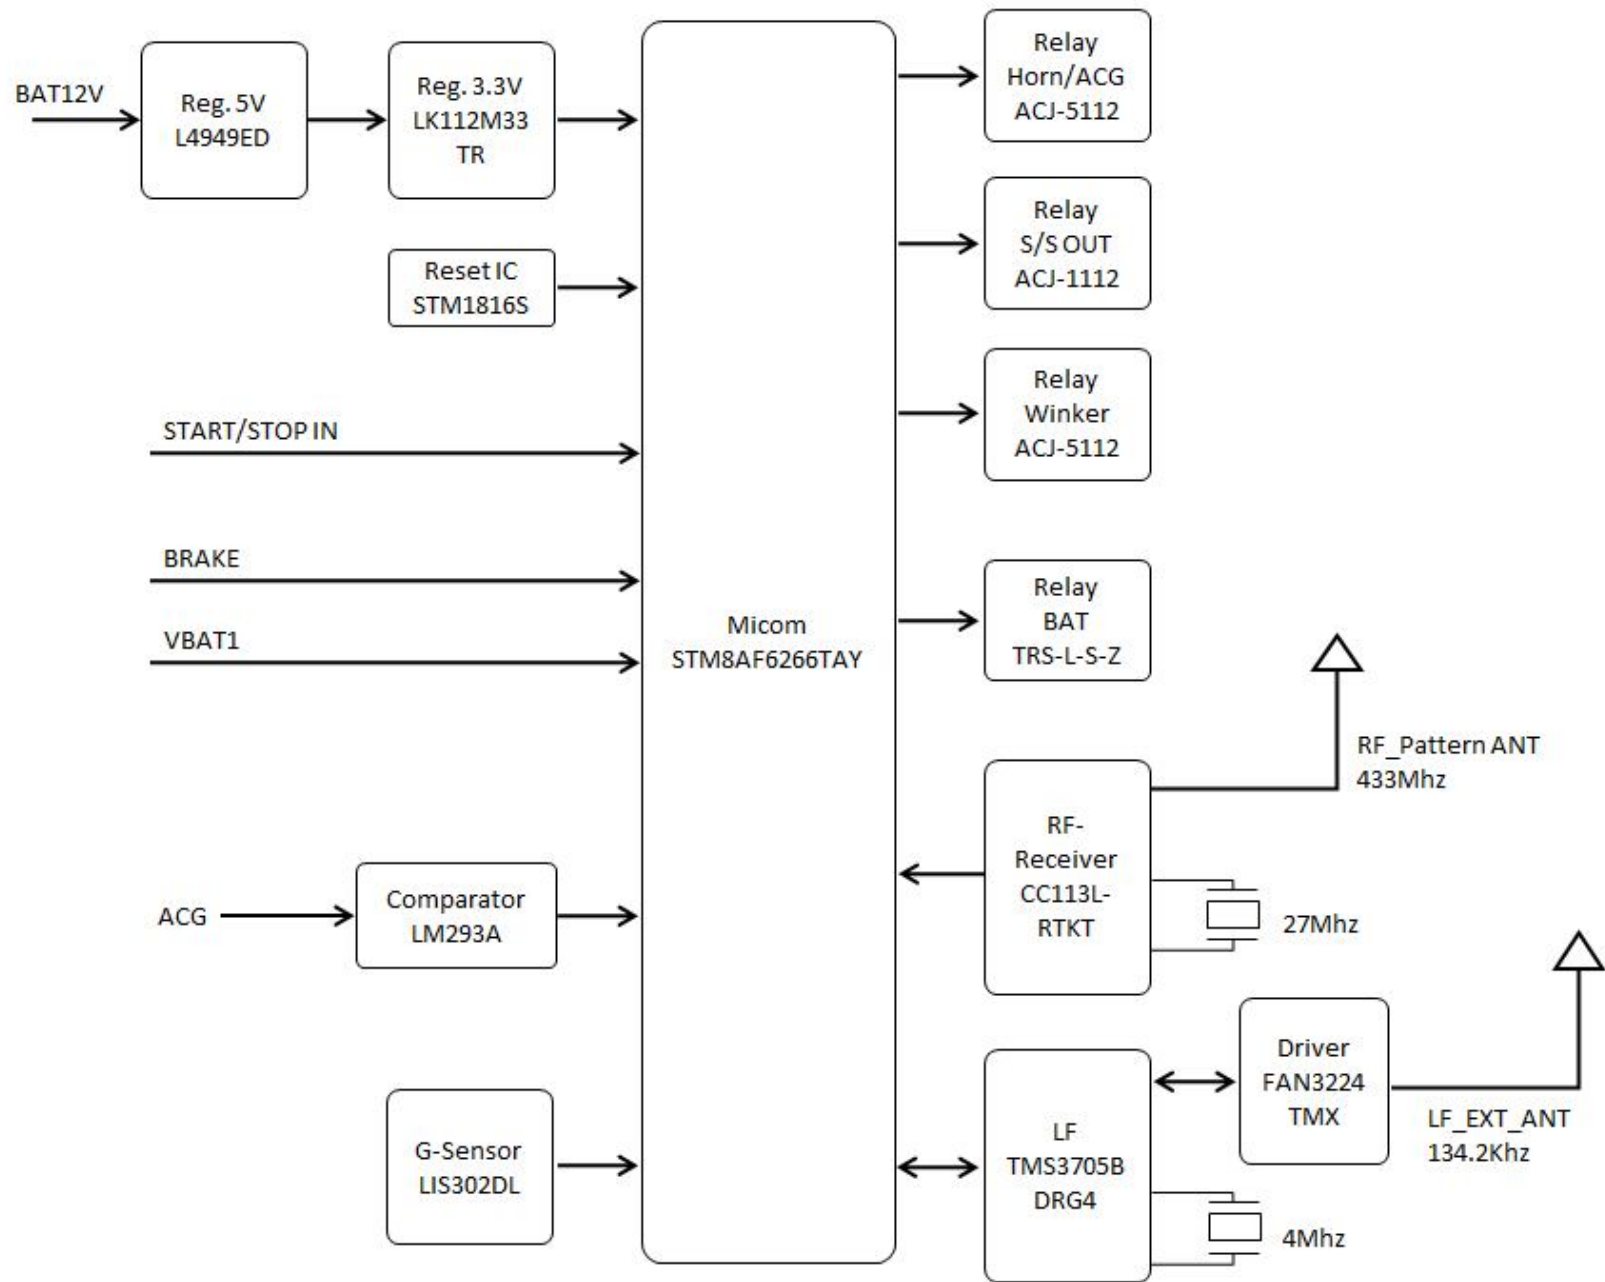 BAT12V
Reg. 5V
L4949ED
Reg. 3.3V
LK112M33
TR
Reset IC
STM1816S
START/STOP IN
BRAKE
VBAT1
ACG
Comparator
LM293A
G-Sensor
LIS302DL
Micom
STM8AF6266TAY
Relay
Horn/ACG
ACJ-5112
Relay
S/S OUT
ACJ-1112
Relay
Winker
ACJ-5112
Relay
BAT
TRS-L-S-Z
RF_Pattern ANT
433Mhz
RF-
Receiver
CC113L-
RTKT
27Mhz
LF
TMS3705B
DRG4
4Mhz
Driver
FAN3224
TMX
LF_EXT_ANT
134.2Khz